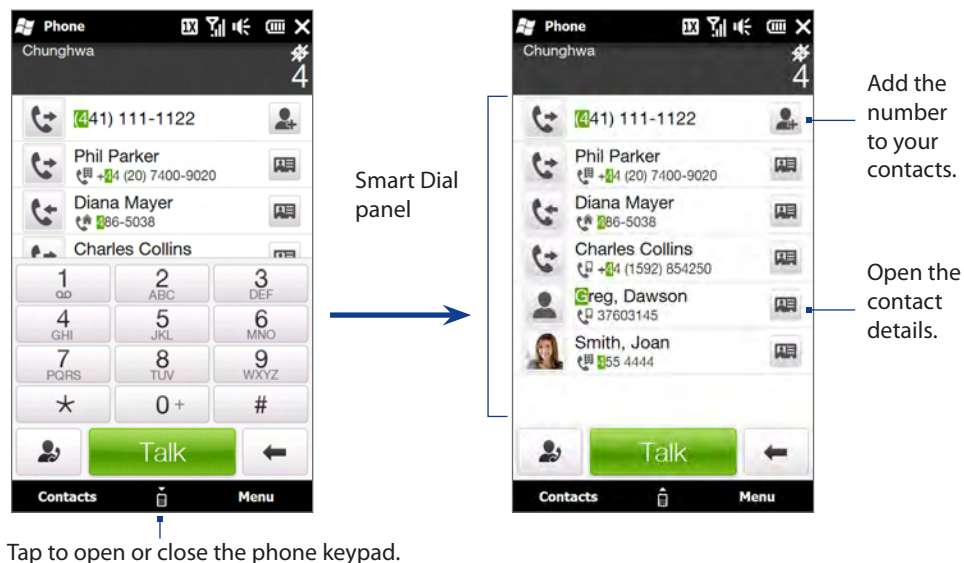 Phone
1X
Chunghwa
4
(441) 111-1122
Phil Parker
+44 (20) 7400-9020
Diana Mayer
486-5038
Charles Collins
1
2
ABC
3
DEF
4
GHI
5
JKL
6
MNO
7
PQRS
8
TUV
9
WXYZ
0 +
#
Talk
Contacts
Menu
Tap to open or close the phone keypad.
Smart Dial
panel
Phone
1X
Chunghwa
4
(441) 111-1122
Phil Parker
+44 (20) 7400-9020
Diana Mayer
486-5038
Charles Collins
+44 (1592) 854250
Greg, Dawson
37603145
Smith, Joan
455 4444
Talk
Contacts
Menu
Add the
number
to your
contacts.
Open the
contact
details.